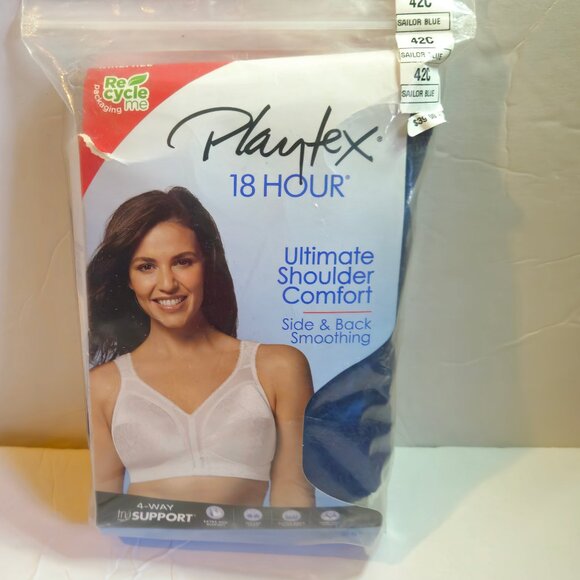 42C
SAILOR BLUE
42C
SAILOR BLUE
42C
SAILOR BLUE
Re
cycle
me
packaging
Playtex®
18 HOUR®
Ultimate
Shoulder
Comfort
Side & Back
Smoothing
4-WAY
tru SUPPORT®